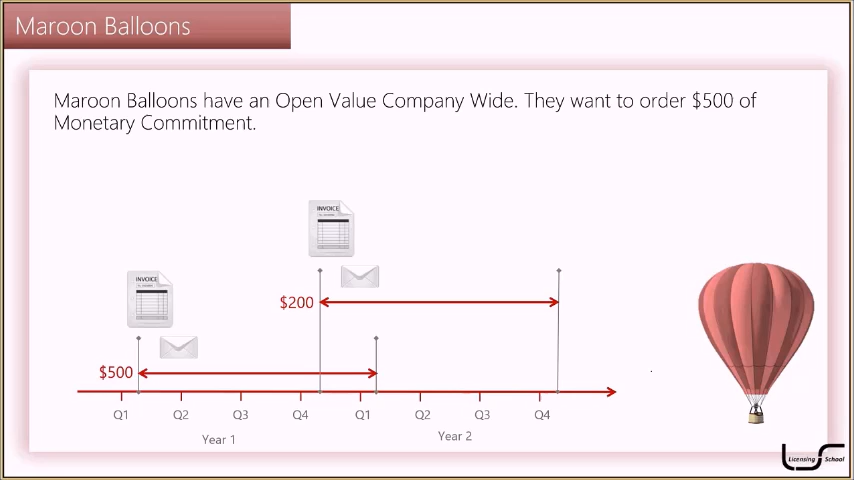 Maroon Balloons
Maroon Balloons have an Open Value Company Wide. They want to order $500 of
Monetary Commitment.
INVOICE
INVOICE
$200
$500
Q1 Q2 Q3 Q4 Q1 Q2 Q3 Q4
Year 1 Year 2
Licensing School